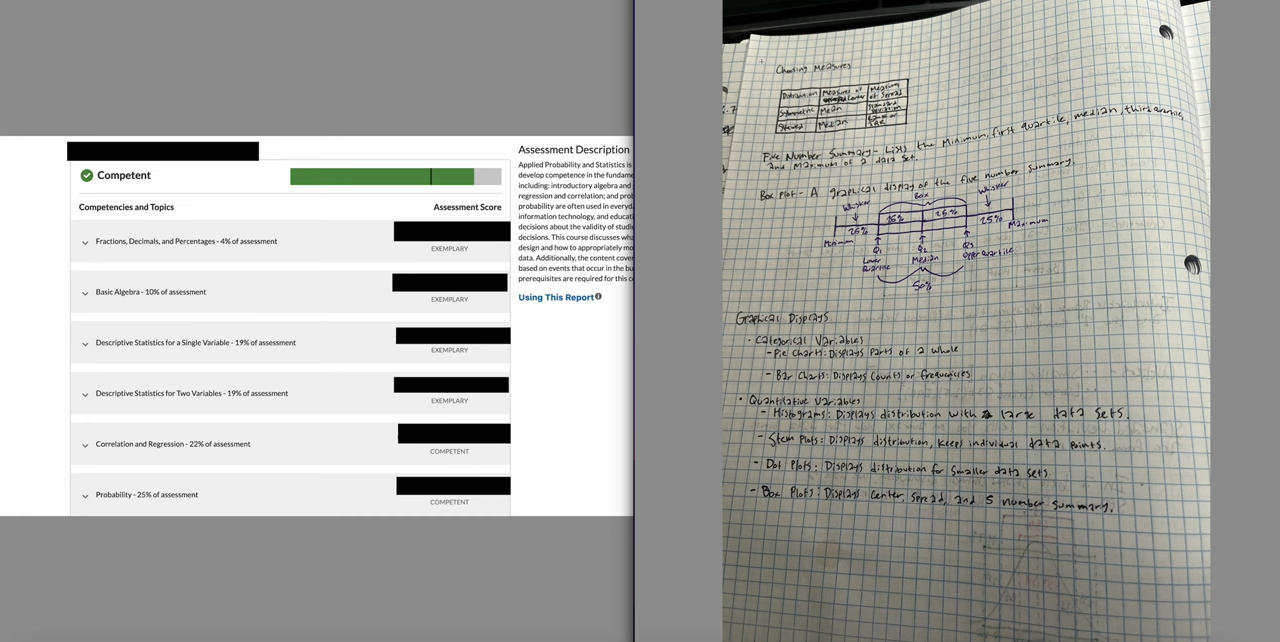 Competent
Competencies and Topics
Assessment Score
Fractions, Decimals, and Percentages - 4% of assessment
EXEMPLARY
Basic Algebra - 10% of assessment
EXEMPLARY
Descriptive Statistics for a Single Variable - 19% of assessment
EXEMPLARY
Descriptive Statistics for Two Variables - 19% of assessment
EXEMPLARY
Correlation and Regression - 22% of assessment
COMPETENT
Probability - 25% of assessment
COMPETENT
Assessment Description
Applied Probability and Statistics is
develop competence in the fundame
including: introductory algebra and
regression and correlation; and prob
probability are often used in everyd
information technology, and educati
decisions about the validity of studi
decisions. This course discusses wha
design and how to appropriately mo
data. Additionally, the content cove
based on events that occur in the bu
prerequisites are required for this c
Using This Report
Choosing Measures
Distribution Measures of Center Measures of Spread
Symmetric Mean Standard Deviation
Skewed Median
Five Number Summary - Lists the Minimum, first quartile, median, third quartile,
and Maximum of a data set.
Box Plot - A graphical display of the five number summary.
Whisker Box Whisker
25% 25% 25% 25%
Minimum Q1 Q2 Q3 Maximum
Lower Quartile Median Upper Quartile
50%
Graphical Displays
• Categorical Variables
- Pie Charts: Displays Parts of a whole
- Bar Charts: Displays Counts or frequencies
• Quantitative Variables
- Histograms: Displays distribution with large data sets.
- Stem Plots: Displays distribution, keeps individual data points.
- Dot Plots: Displays distribution for smaller data sets.
- Box Plots: Displays center, spread, and 5 number summary.